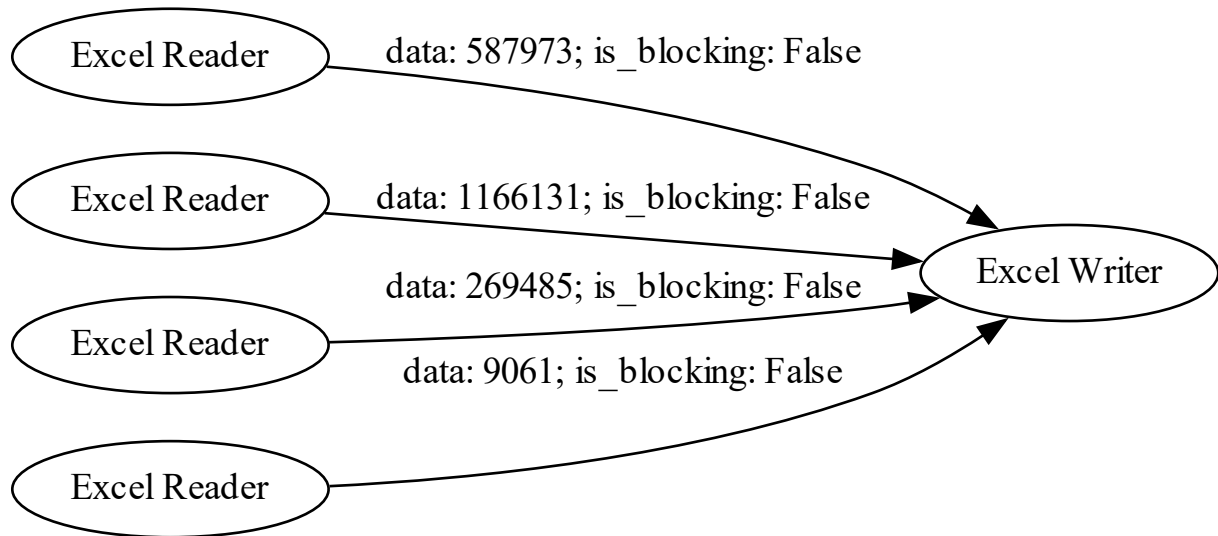 Excel Reader
data: 587973; is_blocking: False
Excel Reader
data: 1166131; is_blocking: False
Excel Writer
data: 269485; is_blocking: False
Excel Reader
data: 9061; is_blocking: False
Excel Reader